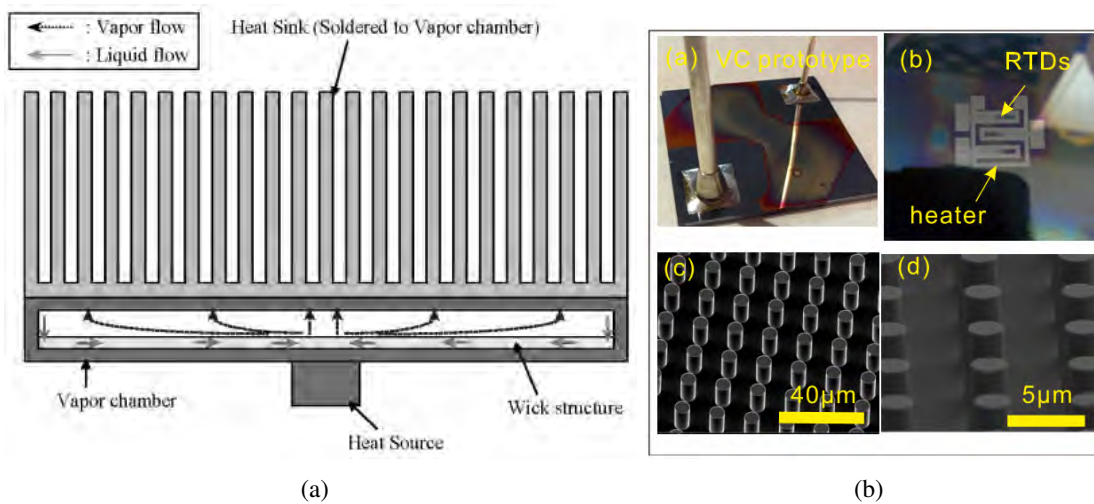 : Vapor flow
: Liquid flow
Heat Sink (Soldered to Vapor chamber)
Vapor chamber
Wick structure
Heat Source
(a)
(b)
(a) VC prototype
(b)
RTDs
heater
(c)
40μm
(d)
5μm
(b)